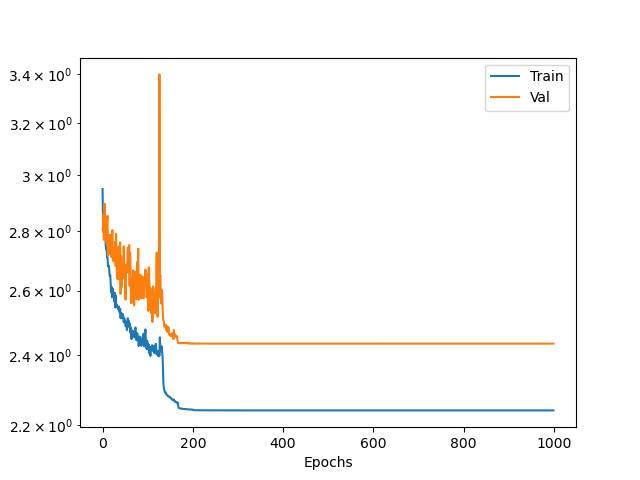 3.4 × 10⁰
3.2 × 10⁰
3 × 10⁰
2.8 × 10⁰
2.6 × 10⁰
2.4 × 10⁰
2.2 × 10⁰
Train
Val
0 200 400 600 800 1000
Epochs